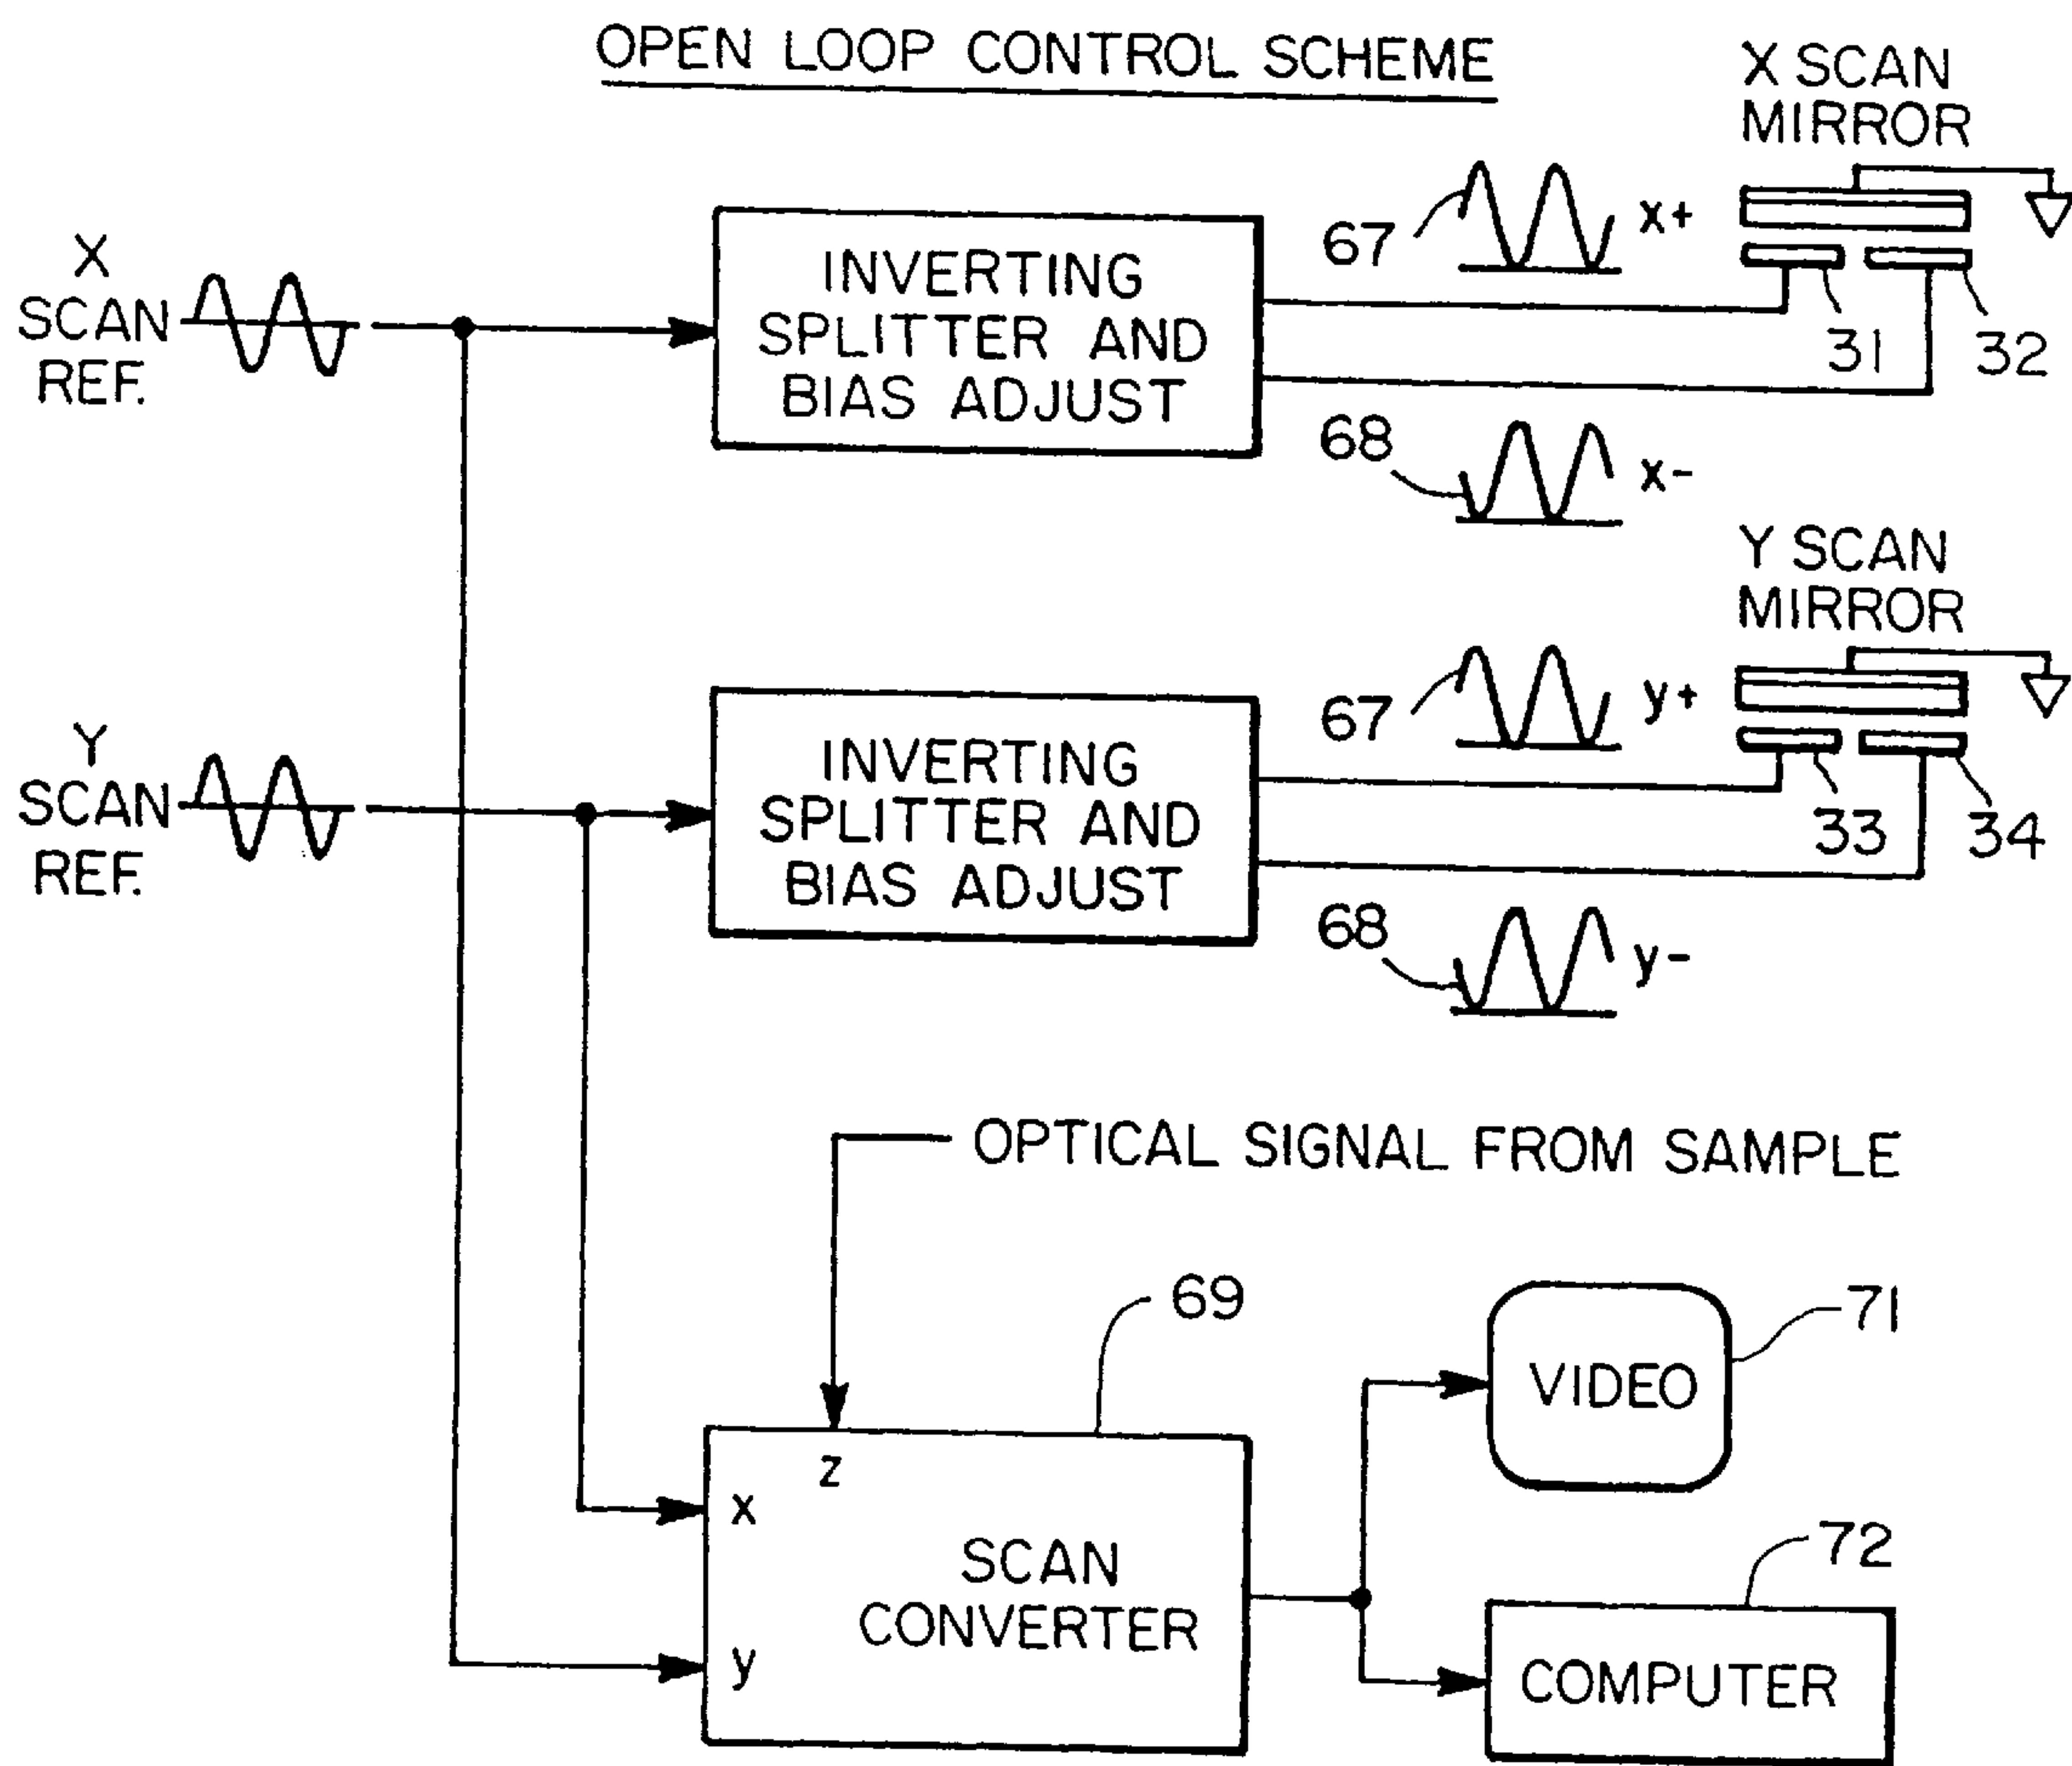 OPEN LOOP CONTROL SCHEME
X SCAN
MIRROR
X
SCAN
REF.
INVERTING
SPLITTER AND
BIAS ADJUST
67
x+
31
32
68
x-
Y SCAN
MIRROR
Y
SCAN
REF.
INVERTING
SPLITTER AND
BIAS ADJUST
67
y+
33
34
68
y-
OPTICAL SIGNAL FROM SAMPLE
69
z
x
y
SCAN
CONVERTER
VIDEO
71
72
COMPUTER